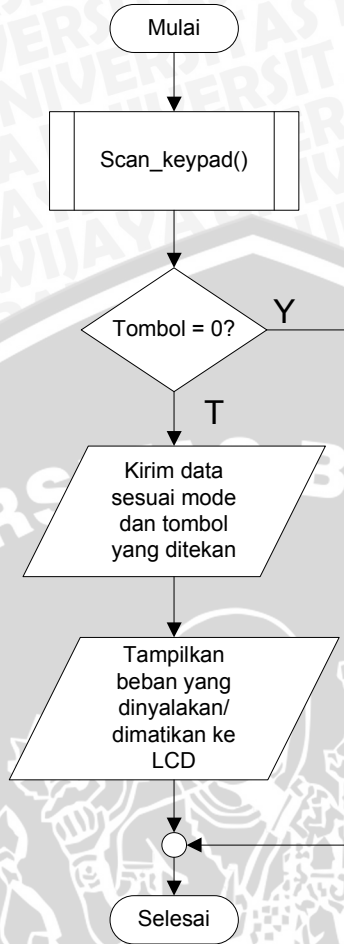 Mulai
Scan_keypad()
Tombol = 0?
Y
T
Kirim data
sesuai mode
dan tombol
yang ditekan
Tampilkan
beban yang
dinyalakan/
dimatikan ke
LCD
Selesai